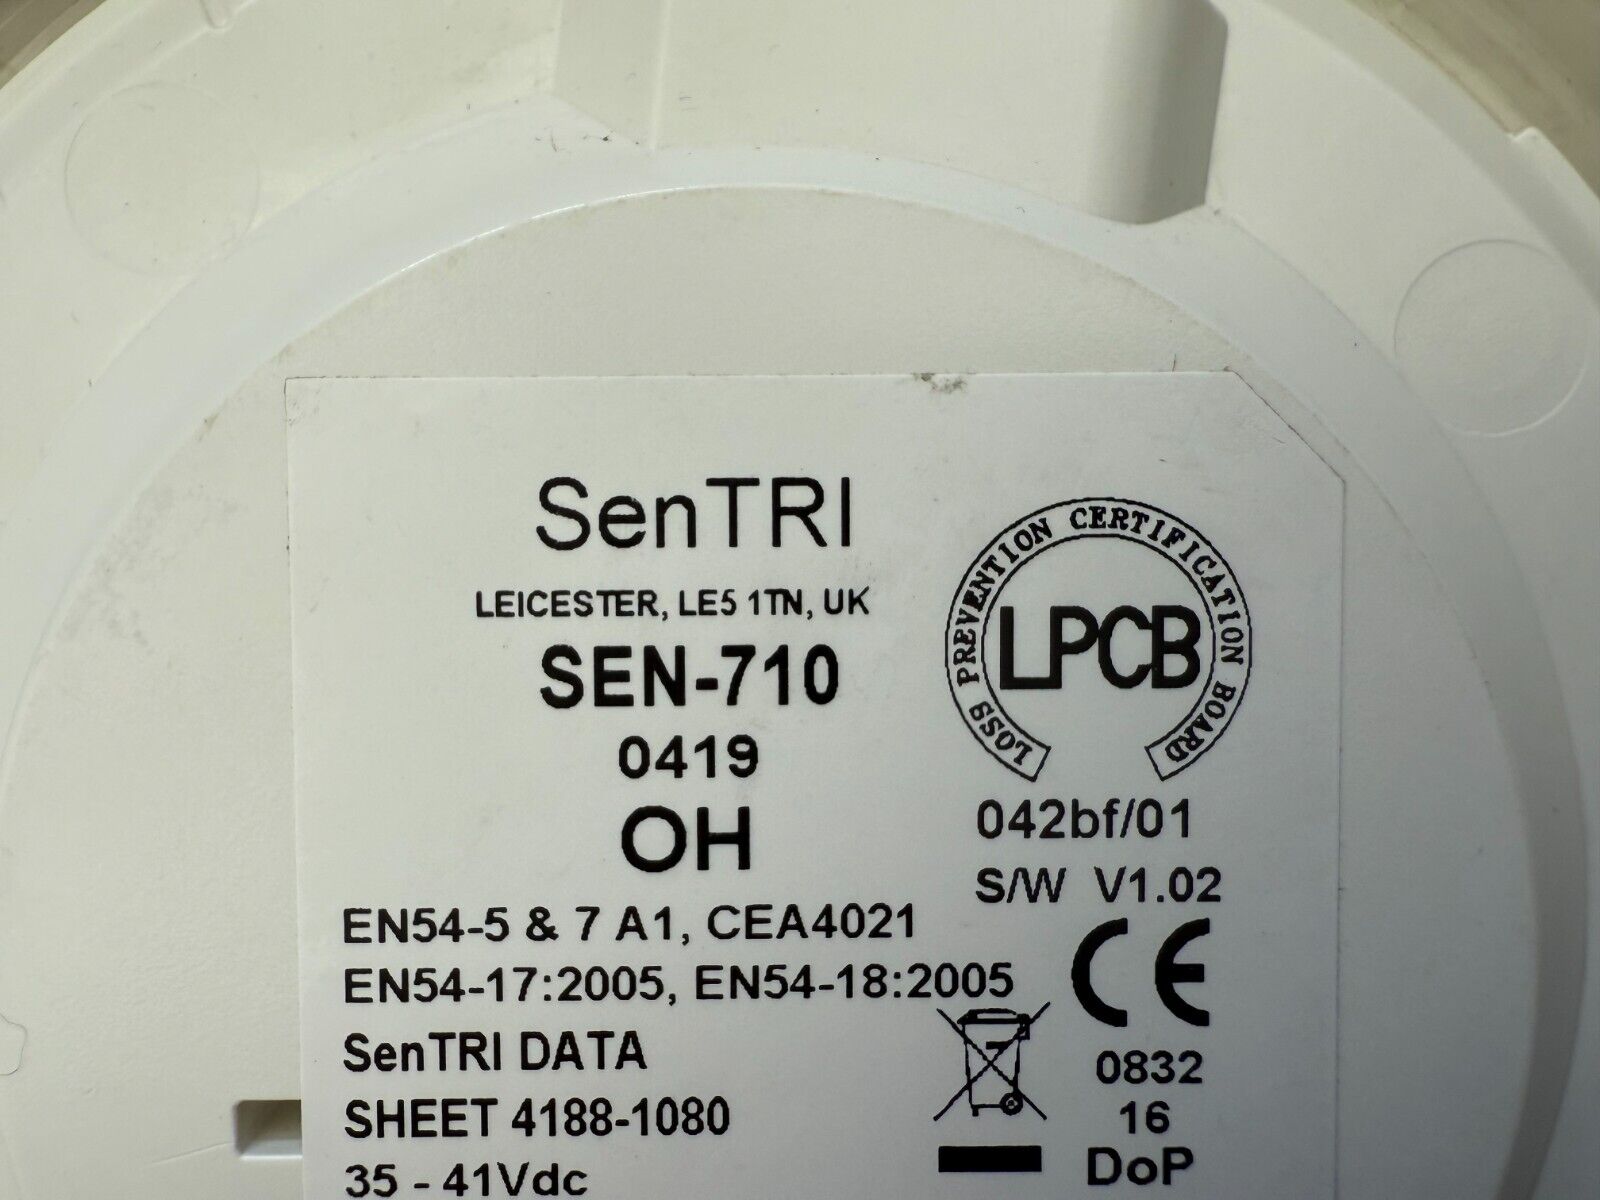 SenTRI
LEICESTER, LE5 1TN, UK
SEN-710
0419
OH
LOSS PREVENTION CERTIFICATION BOARD
LPCB
042bf/01
S/W V1.02
EN54-5 & 7 A1, CEA4021
EN54-17:2005, EN54-18:2005
CE
SenTRI DATA
SHEET 4188-1080
35 - 41Vdc
0832
16
DoP